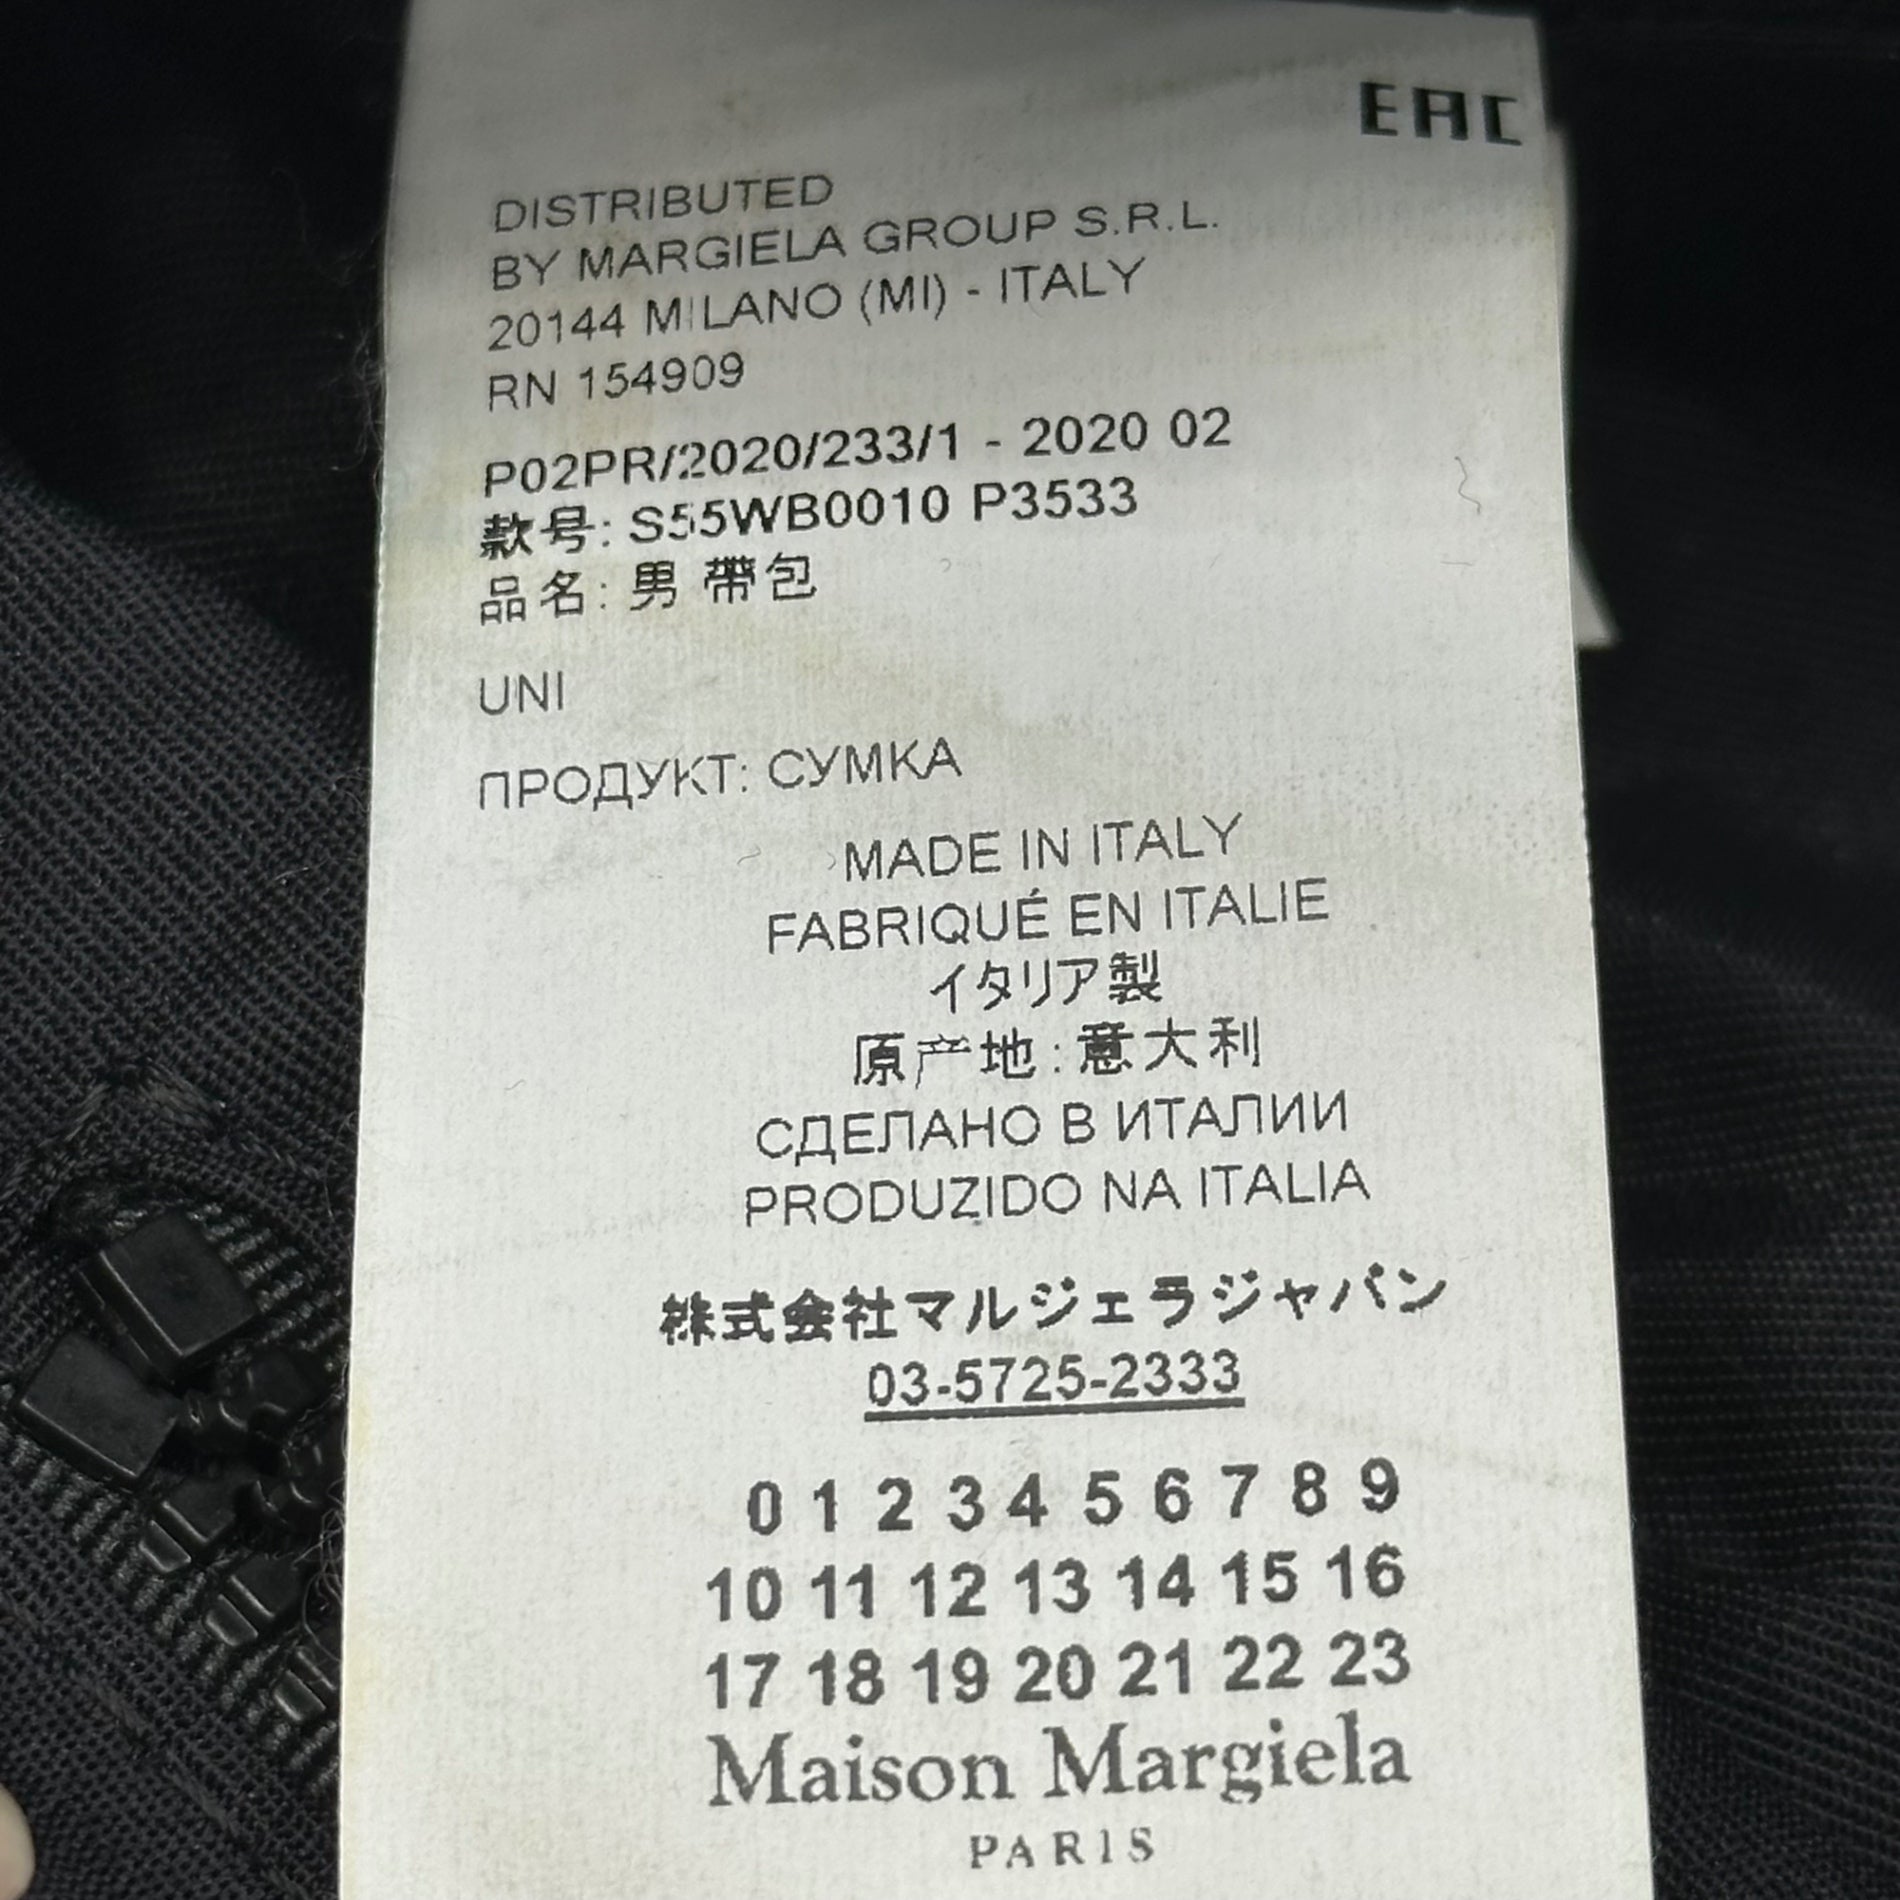 EAC
DISTRIBUTED
BY MARGIELA GROUP S.R.L.
20144 MILANO (MI) - ITALY
RN 154909
P02PR/2020/233/1 - 2020 02
款号: S55WB0010 P3533
品名: 男 帶包
UNI
ПРОДУКТ: СУМКА
MADE IN ITALY
FABRIQUÉ EN ITALIE
イタリア製
原产地: 意大利
СДЕЛАНО В ИТАЛИИ
PRODUZIDO NA ITALIA
株式会社マルジェラジャパン
03-5725-2333
0 1 2 3 4 5 6 7 8 9
10 11 12 13 14 15 16
17 18 19 20 21 22 23
Maison Margiela
PARIS